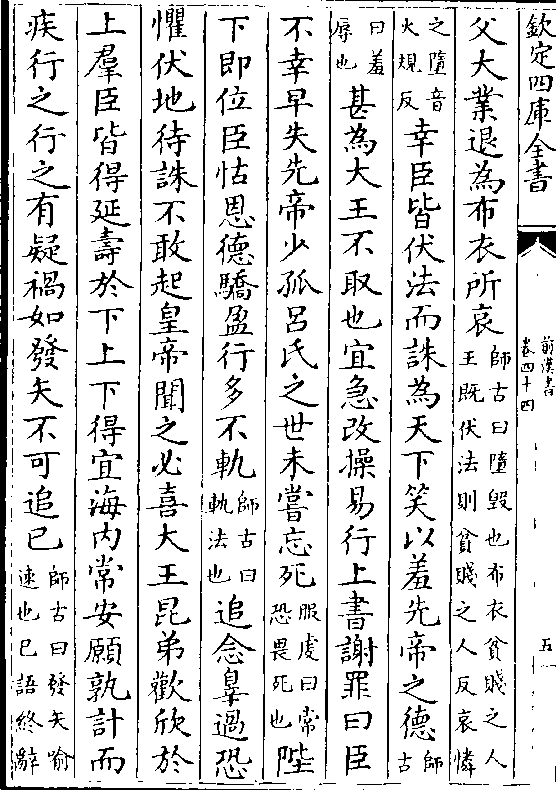 欽定四庫全書
前漢書
卷四十四
五
父大業退為布衣所哀師古曰墮毀也布衣貧賤之人王既伏法則貧賤之人反哀憐
之墮音火規反幸臣皆伏法而誅為天下笑以羞先帝之德師古
曰羞辱也甚為大王不取也宜急改操易行上書謝罪曰臣
不幸早失先帝少孤呂氏之世未嘗忘死服虔曰常恐畏死也陛
下即位臣怙恩德驕盈行多不軌師古曰軌法也追念辠過恐
懼伏地待誅不敢起皇帝聞之必喜大王昆弟歡欣於
上羣臣皆得延壽於下上下得宜海内常安願孰計而
疾行之行之有疑禍如發矢不可追已師古曰發矢喻速也已語終辭